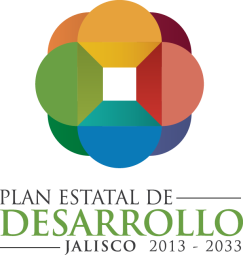 PLAN ESTATAL DE
DESARROLLO
JALISCO 2013 - 2033